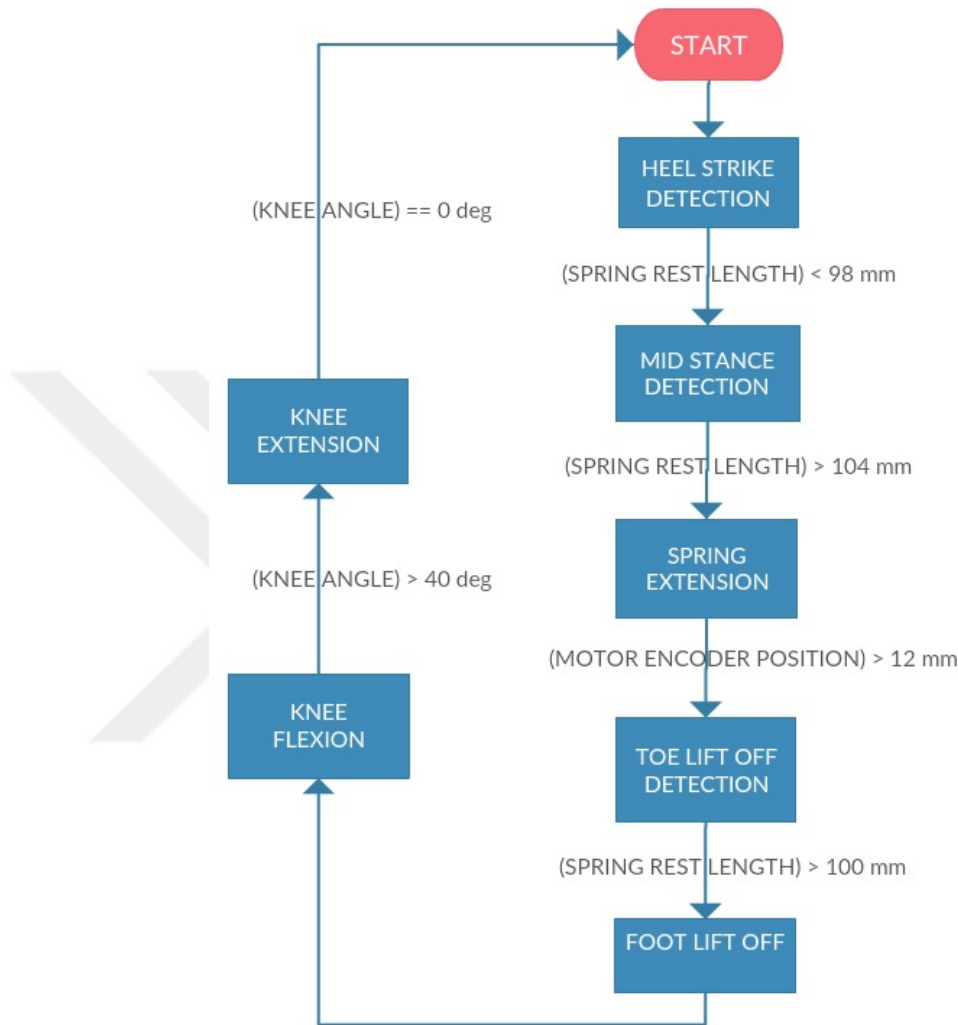 START
HEEL STRIKE
DETECTION
(SPRING REST LENGTH) < 98 mm
MID STANCE
DETECTION
(SPRING REST LENGTH) > 104 mm
SPRING
EXTENSION
(MOTOR ENCODER POSITION) > 12 mm
TOE LIFT OFF
DETECTION
(SPRING REST LENGTH) > 100 mm
FOOT LIFT OFF
KNEE
FLEXION
(KNEE ANGLE) > 40 deg
KNEE
EXTENSION
(KNEE ANGLE) == 0 deg